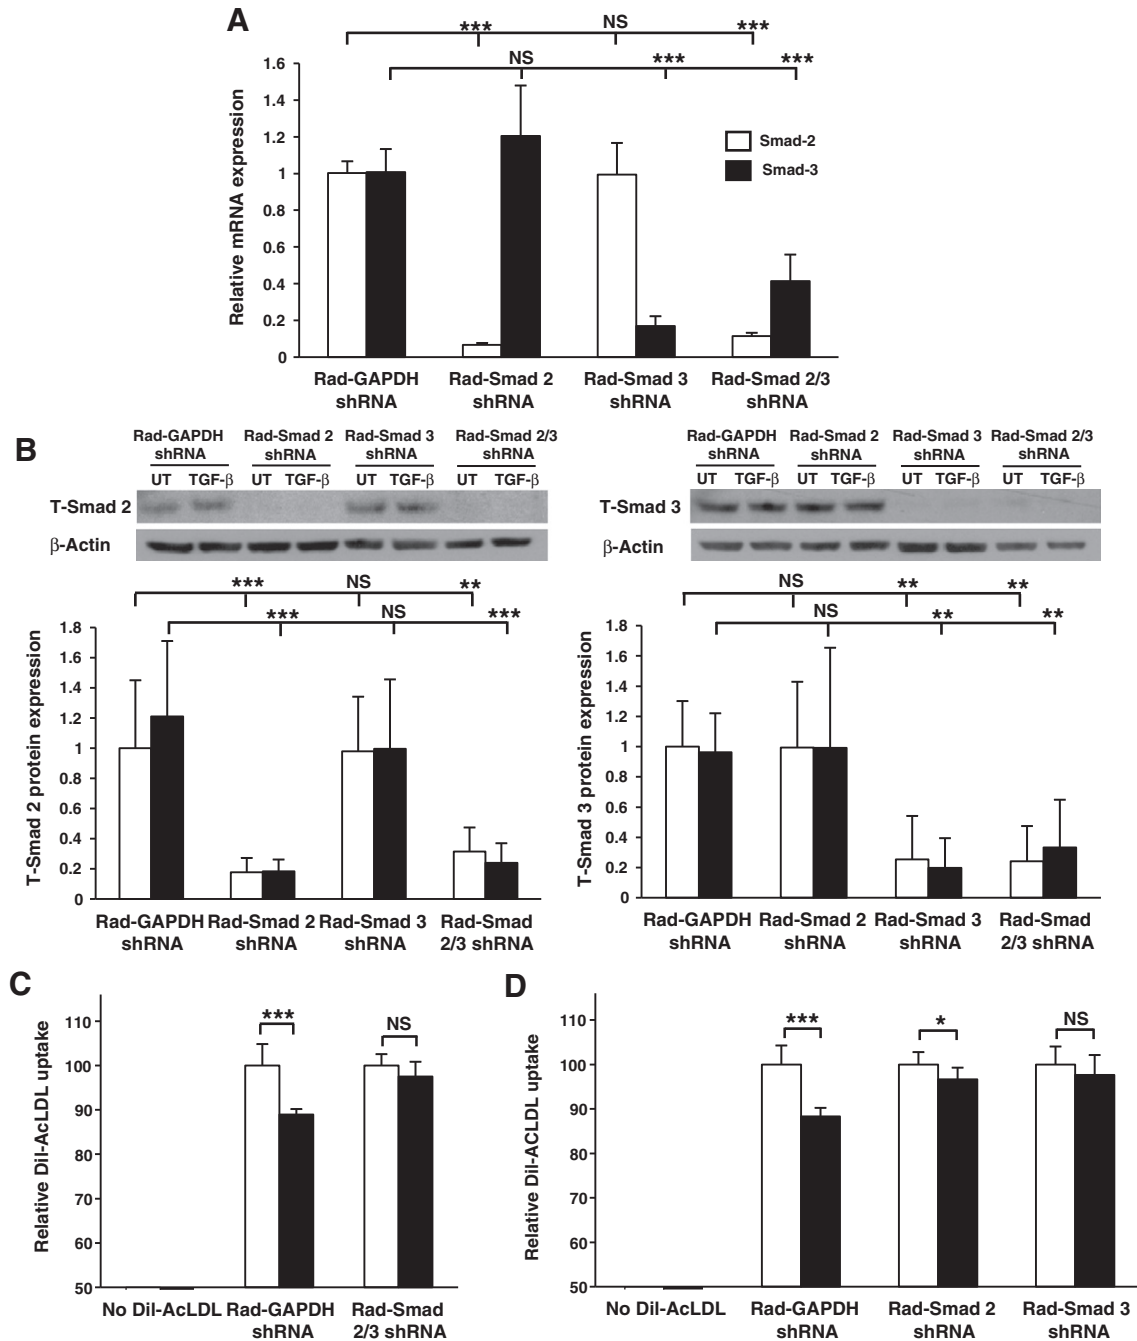 A
*** NS ***
NS *** ***
1.6
1.4
1.2
1
0.8
0.6
0.4
0.2
0
Relative mRNA expression
Smad-2
Smad-3
Rad-GAPDH shRNA
Rad-Smad 2 shRNA
Rad-Smad 3 shRNA
Rad-Smad 2/3 shRNA
B
Rad-GAPDH shRNA
Rad-Smad 2 shRNA
Rad-Smad 3 shRNA
Rad-Smad 2/3 shRNA
UT TGF-β UT TGF-β UT TGF-β UT TGF-β
T-Smad 2
β-Actin
*** NS **
*** NS ***
1.8
1.6
1.4
1.2
1
0.8
0.6
0.4
0.2
0
T-Smad 2 protein expression
Rad-GAPDH shRNA
Rad-Smad 2 shRNA
Rad-Smad 3 shRNA
Rad-Smad 2/3 shRNA
Rad-GAPDH shRNA
Rad-Smad 2 shRNA
Rad-Smad 3 shRNA
Rad-Smad 2/3 shRNA
UT TGF-β UT TGF-β UT TGF-β UT TGF-β
T-Smad 3
β-Actin
NS ** **
NS ** **
1.8
1.6
1.4
1.2
1
0.8
0.6
0.4
0.2
0
T-Smad 3 protein expression
Rad-GAPDH shRNA
Rad-Smad 2 shRNA
Rad-Smad 3 shRNA
Rad-Smad 2/3 shRNA
C
*** NS
110
100
90
80
70
60
50
Relative Dil-AcLDL uptake
No Dil-AcLDL
Rad-GAPDH shRNA
Rad-Smad 2/3 shRNA
D
*** * NS
110
100
90
80
70
60
50
Relative Dil-ACLDL uptake
No Dil-AcLDL
Rad-GAPDH shRNA
Rad-Smad 2 shRNA
Rad-Smad 3 shRNA